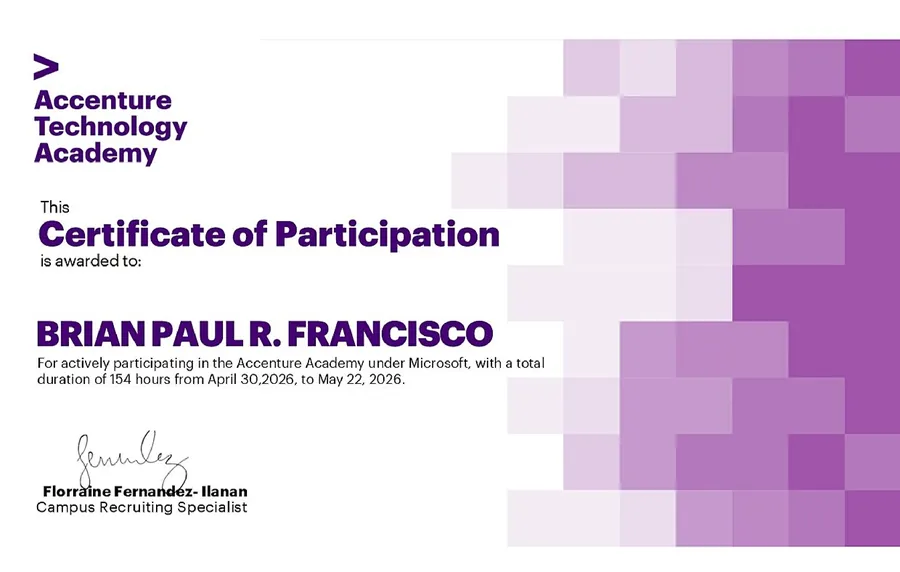 >
Accenture
Technology
Academy
This
Certificate of Participation
is awarded to:
BRIAN PAUL R. FRANCISCO
For actively participating in the Accenture Academy under Microsoft, with a total
duration of 154 hours from April 30,2026, to May 22, 2026.
Florraine Fernandez- Ilanan
Campus Recruiting Specialist